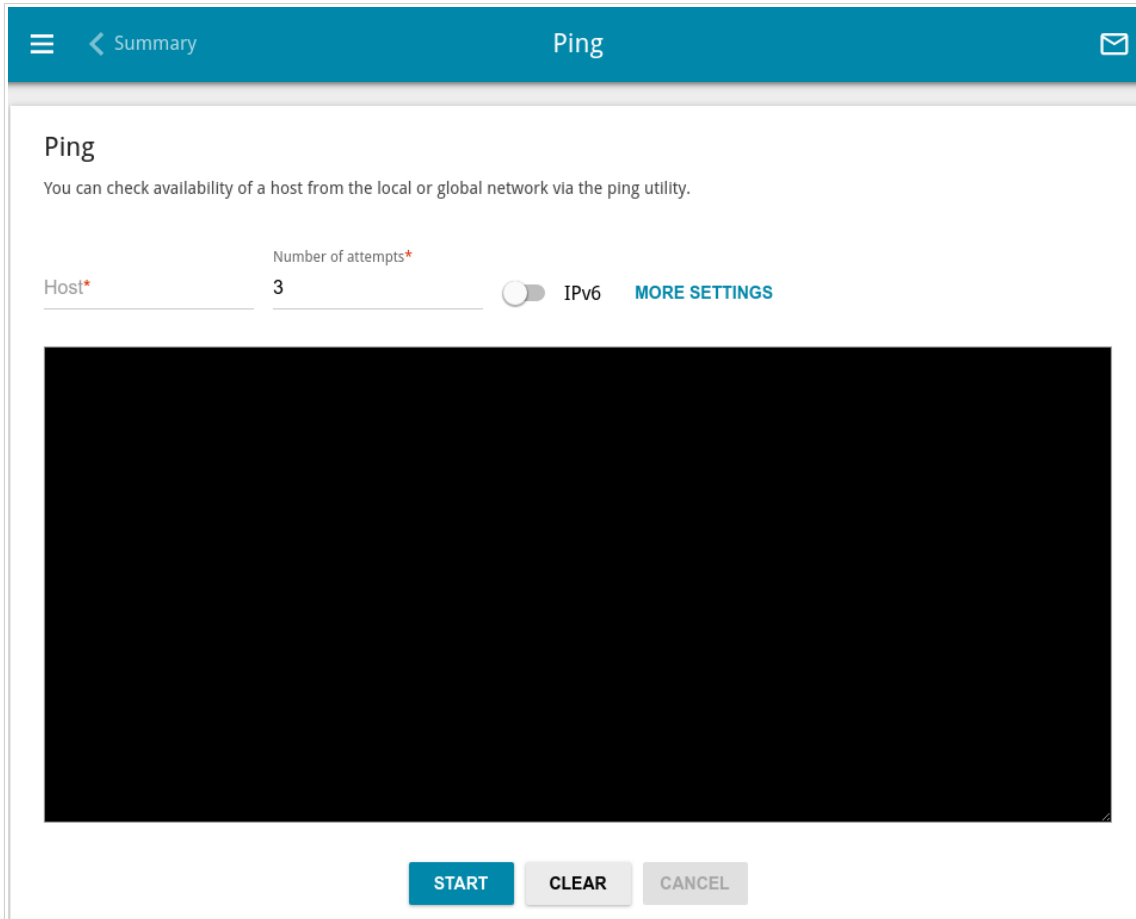 Summary
Ping
Ping
You can check availability of a host from the local or global network via the ping utility.
Number of attempts*
Host*
3
IPv6
MORE SETTINGS
START
CLEAR
CANCEL